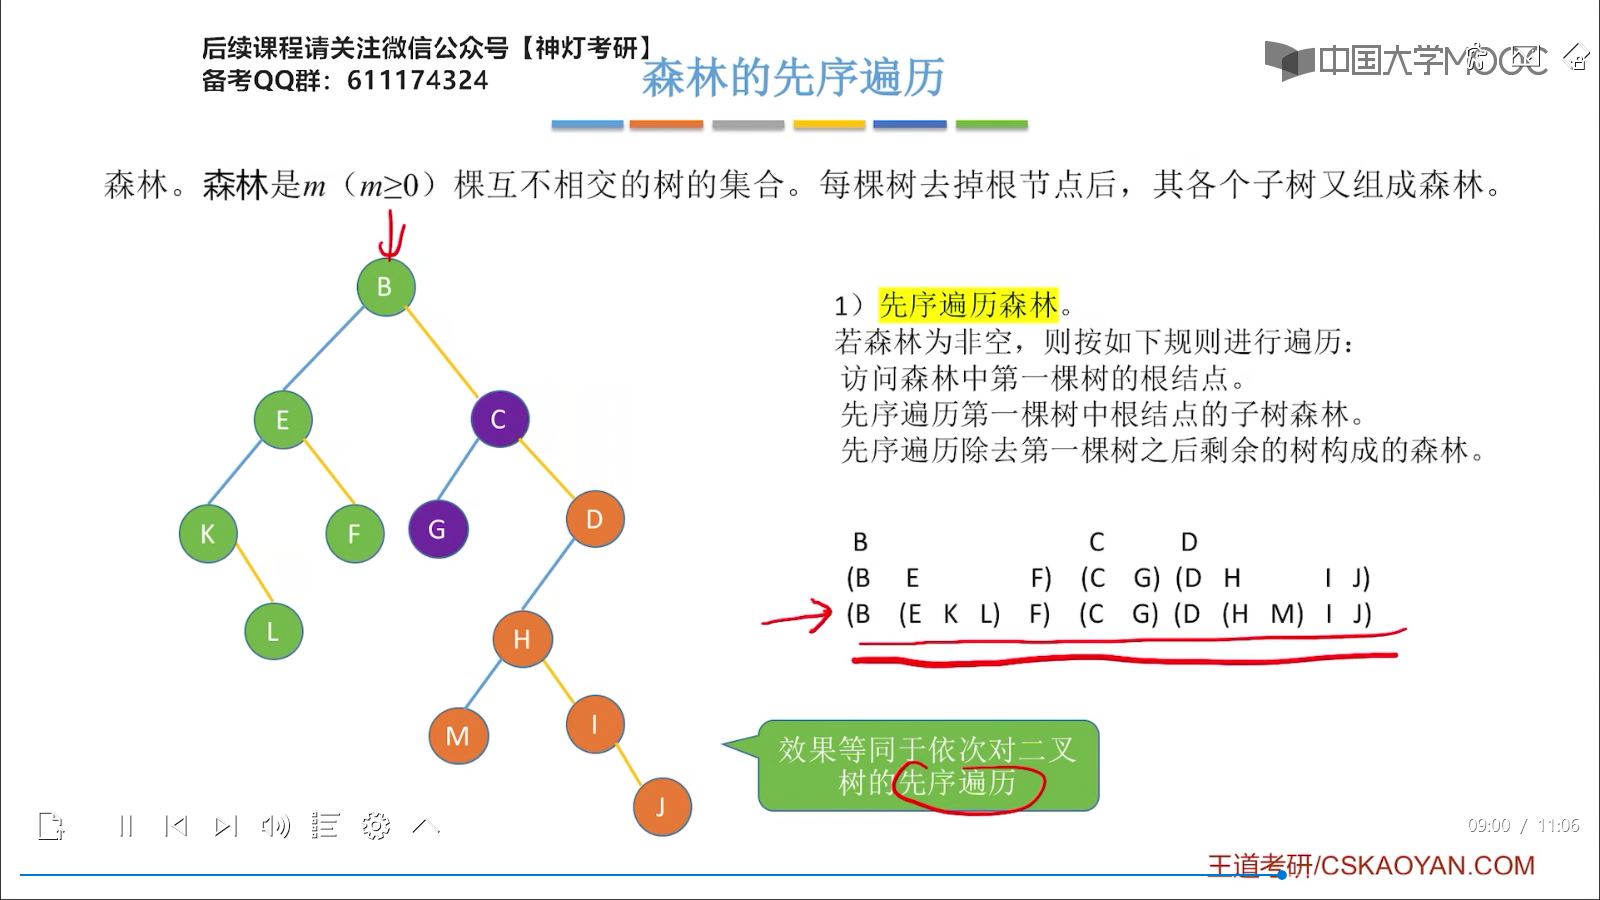 后续课程请关注微信公众号【神灯考研】
备考QQ群：611174324
森林的先序遍历
中国大学MOOC
森林。森林是m（m≥0）棵互不相交的树的集合。每棵树去掉根节点后，其各个子树又组成森林。
B
E
C
K
F
G
D
L
H
M
I
J
1）先序遍历森林。
若森林为非空，则按如下规则进行遍历：
访问森林中第一棵树的根结点。
先序遍历第一棵树中根结点的子树森林。
先序遍历除去第一棵树之后剩余的树构成的森林。
B C D
(B E F) (C G) (D H I J)
(B (E K L) F) (C G) (D (H M) I J)
效果等同于依次对二叉
树的先序遍历
09:00 / 11:06
王道考研/CSKAOYAN.COM